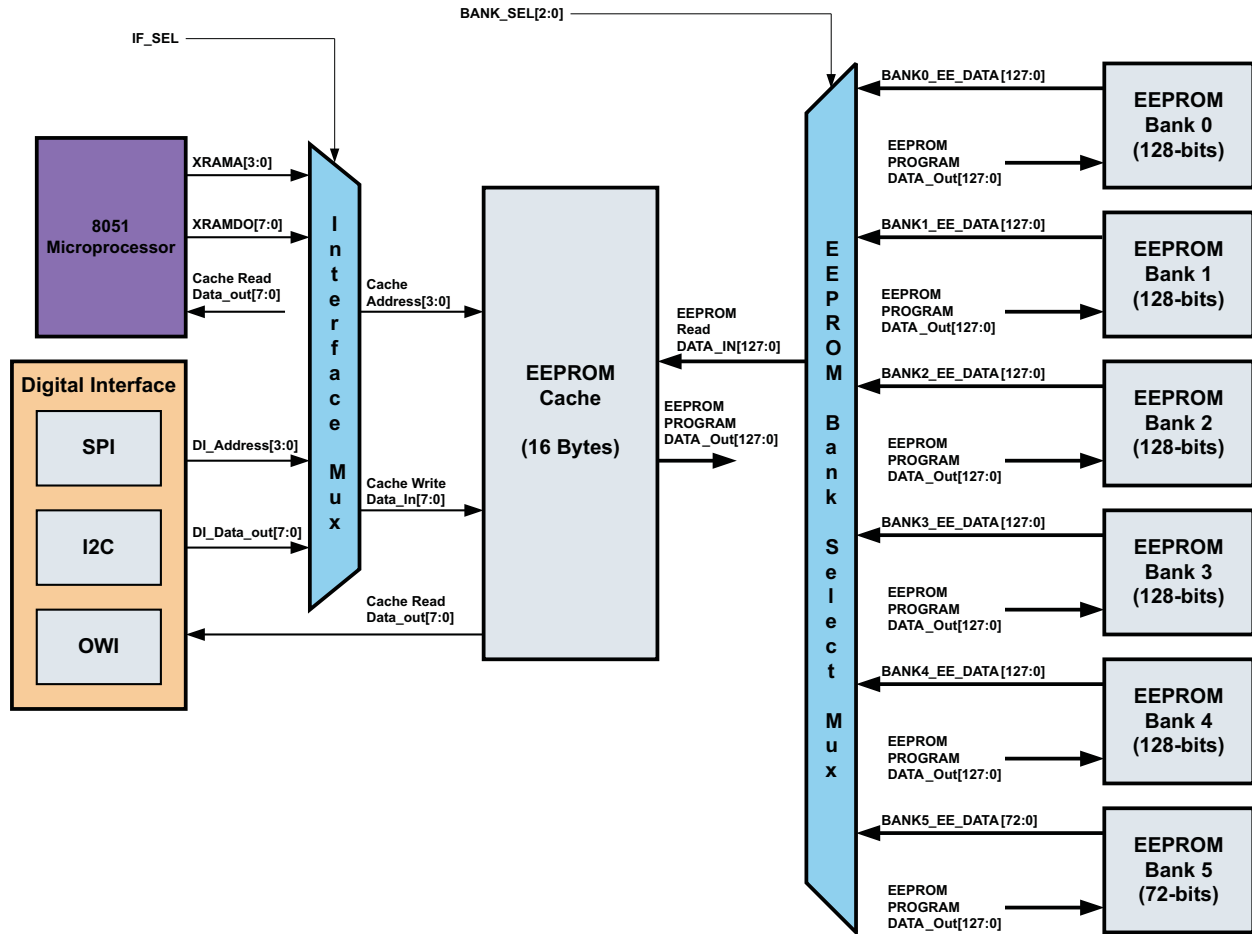 BANK_SEL[2:0]
IF_SEL
8051
Microprocessor
XRAMA[3:0]
XRAMDO[7:0]
Cache Read
Data_out[7:0]
Digital Interface
SPI
I2C
OWI
DI_Address[3:0]
DI_Data_out[7:0]
Cache Read
Data_out[7:0]
Interface Mux
Cache
Address[3:0]
Cache Write
Data_In[7:0]
EEPROM
Cache
(16 Bytes)
EEPROM
Read
DATA_IN[127:0]
EEPROM
PROGRAM
DATA_Out[127:0]
EEPROM Bank Select Mux
BANK0_EE_DATA[127:0]
EEPROM
PROGRAM
DATA_Out[127:0]
EEPROM
Bank 0
(128-bits)
BANK1_EE_DATA[127:0]
EEPROM
PROGRAM
DATA_Out[127:0]
EEPROM
Bank 1
(128-bits)
BANK2_EE_DATA[127:0]
EEPROM
PROGRAM
DATA_Out[127:0]
EEPROM
Bank 2
(128-bits)
BANK3_EE_DATA[127:0]
EEPROM
PROGRAM
DATA_Out[127:0]
EEPROM
Bank 3
(128-bits)
BANK4_EE_DATA[127:0]
EEPROM
PROGRAM
DATA_Out[127:0]
EEPROM
Bank 4
(128-bits)
BANK5_EE_DATA[72:0]
EEPROM
PROGRAM
DATA_Out[127:0]
EEPROM
Bank 5
(72-bits)